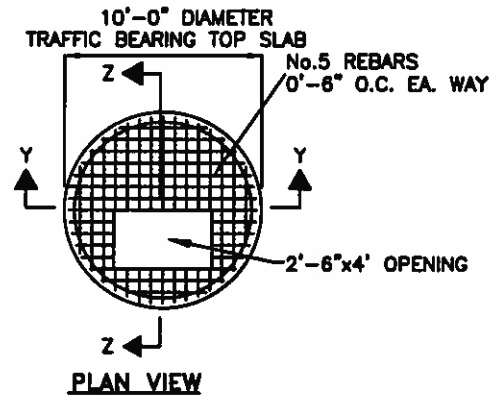 10'-0" DIAMETER
TRAFFIC BEARING TOP SLAB
No.5 REBARS
0'-6" O.C. EA. WAY
Z
Y
Y
2'-6"x4' OPENING
Z
PLAN VIEW